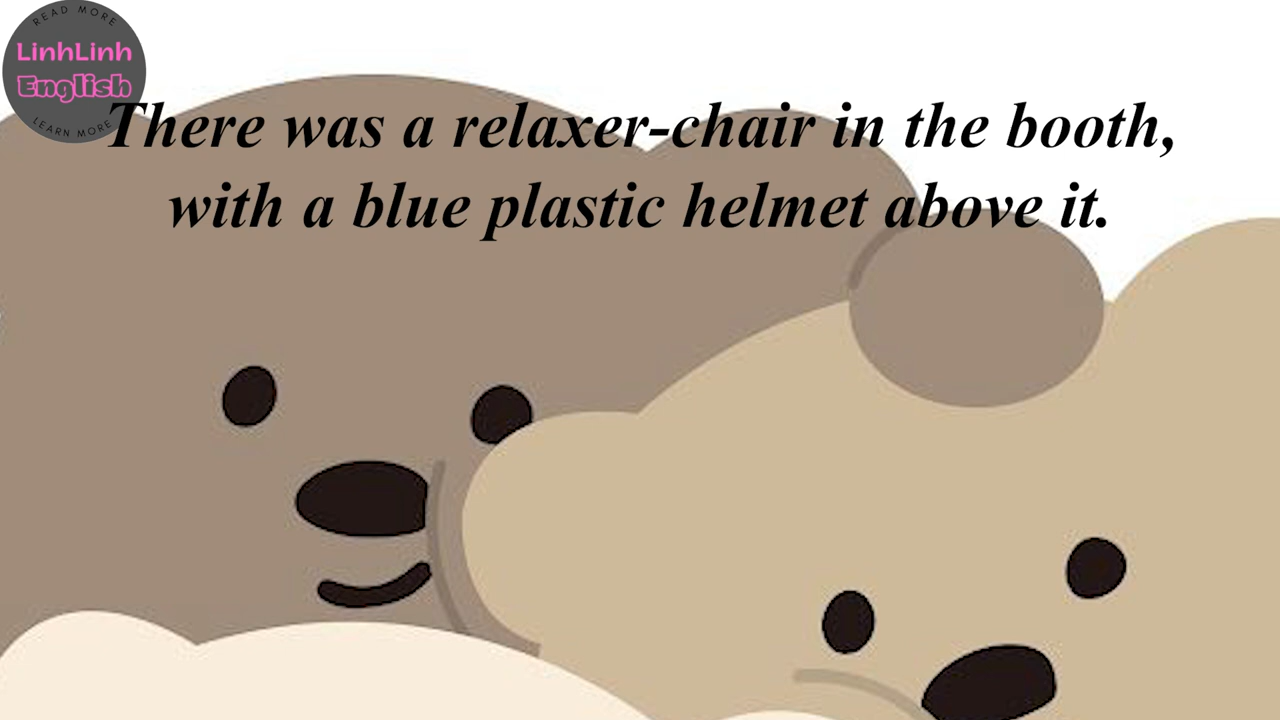 READ MORE
LinhLinh
English
LEARN MORE
There was a relaxer-chair in the booth,
with a blue plastic helmet above it.